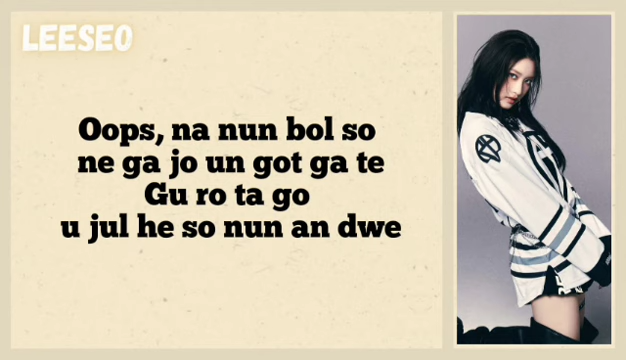 LEESEO
Oops, na nun bol so
ne ga jo un got ga te
Gu ro ta go
u jul he so nun an dwe